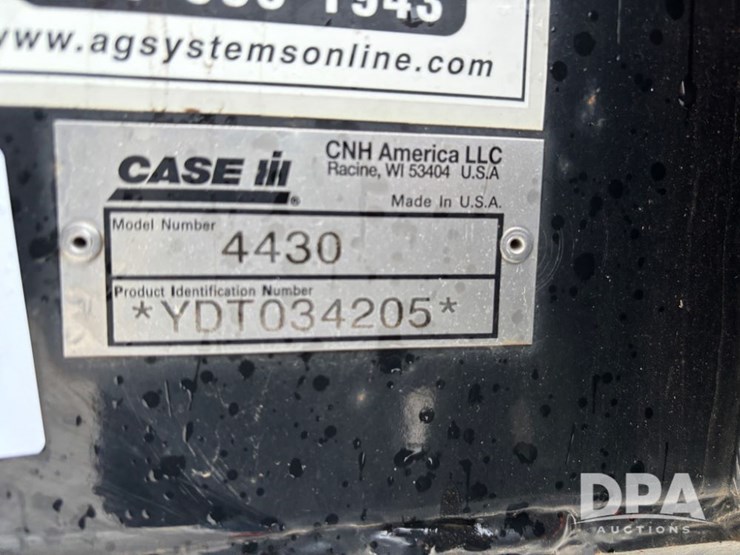 1943
www.agsystemsonline.com
CASE IH®
CNH America LLC
Racine, WI 53404 U.S.A
Made In U.S.A.
Model Number
4430
Product Identification Number
*YDT034205*
DPA
AUCTIONS